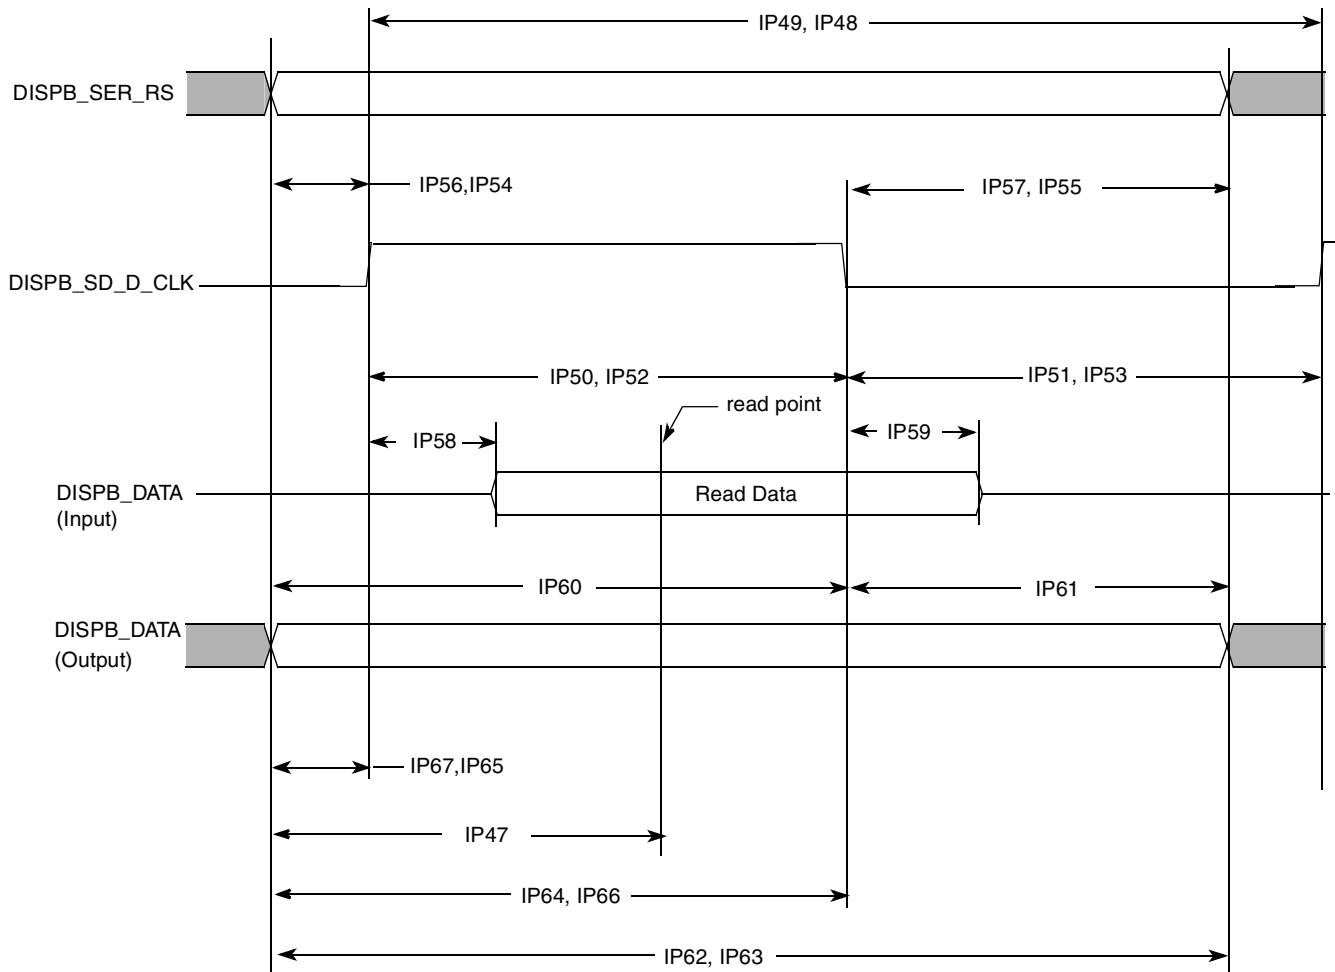 IP49, IP48
DISPB_SER_RS
IP56,IP54
IP57, IP55
DISPB_SD_D_CLK
IP50, IP52
IP51, IP53
read point
IP58
IP59
DISPB_DATA
(Input)
Read Data
IP60
IP61
DISPB_DATA
(Output)
IP67,IP65
IP47
IP64, IP66
IP62, IP63